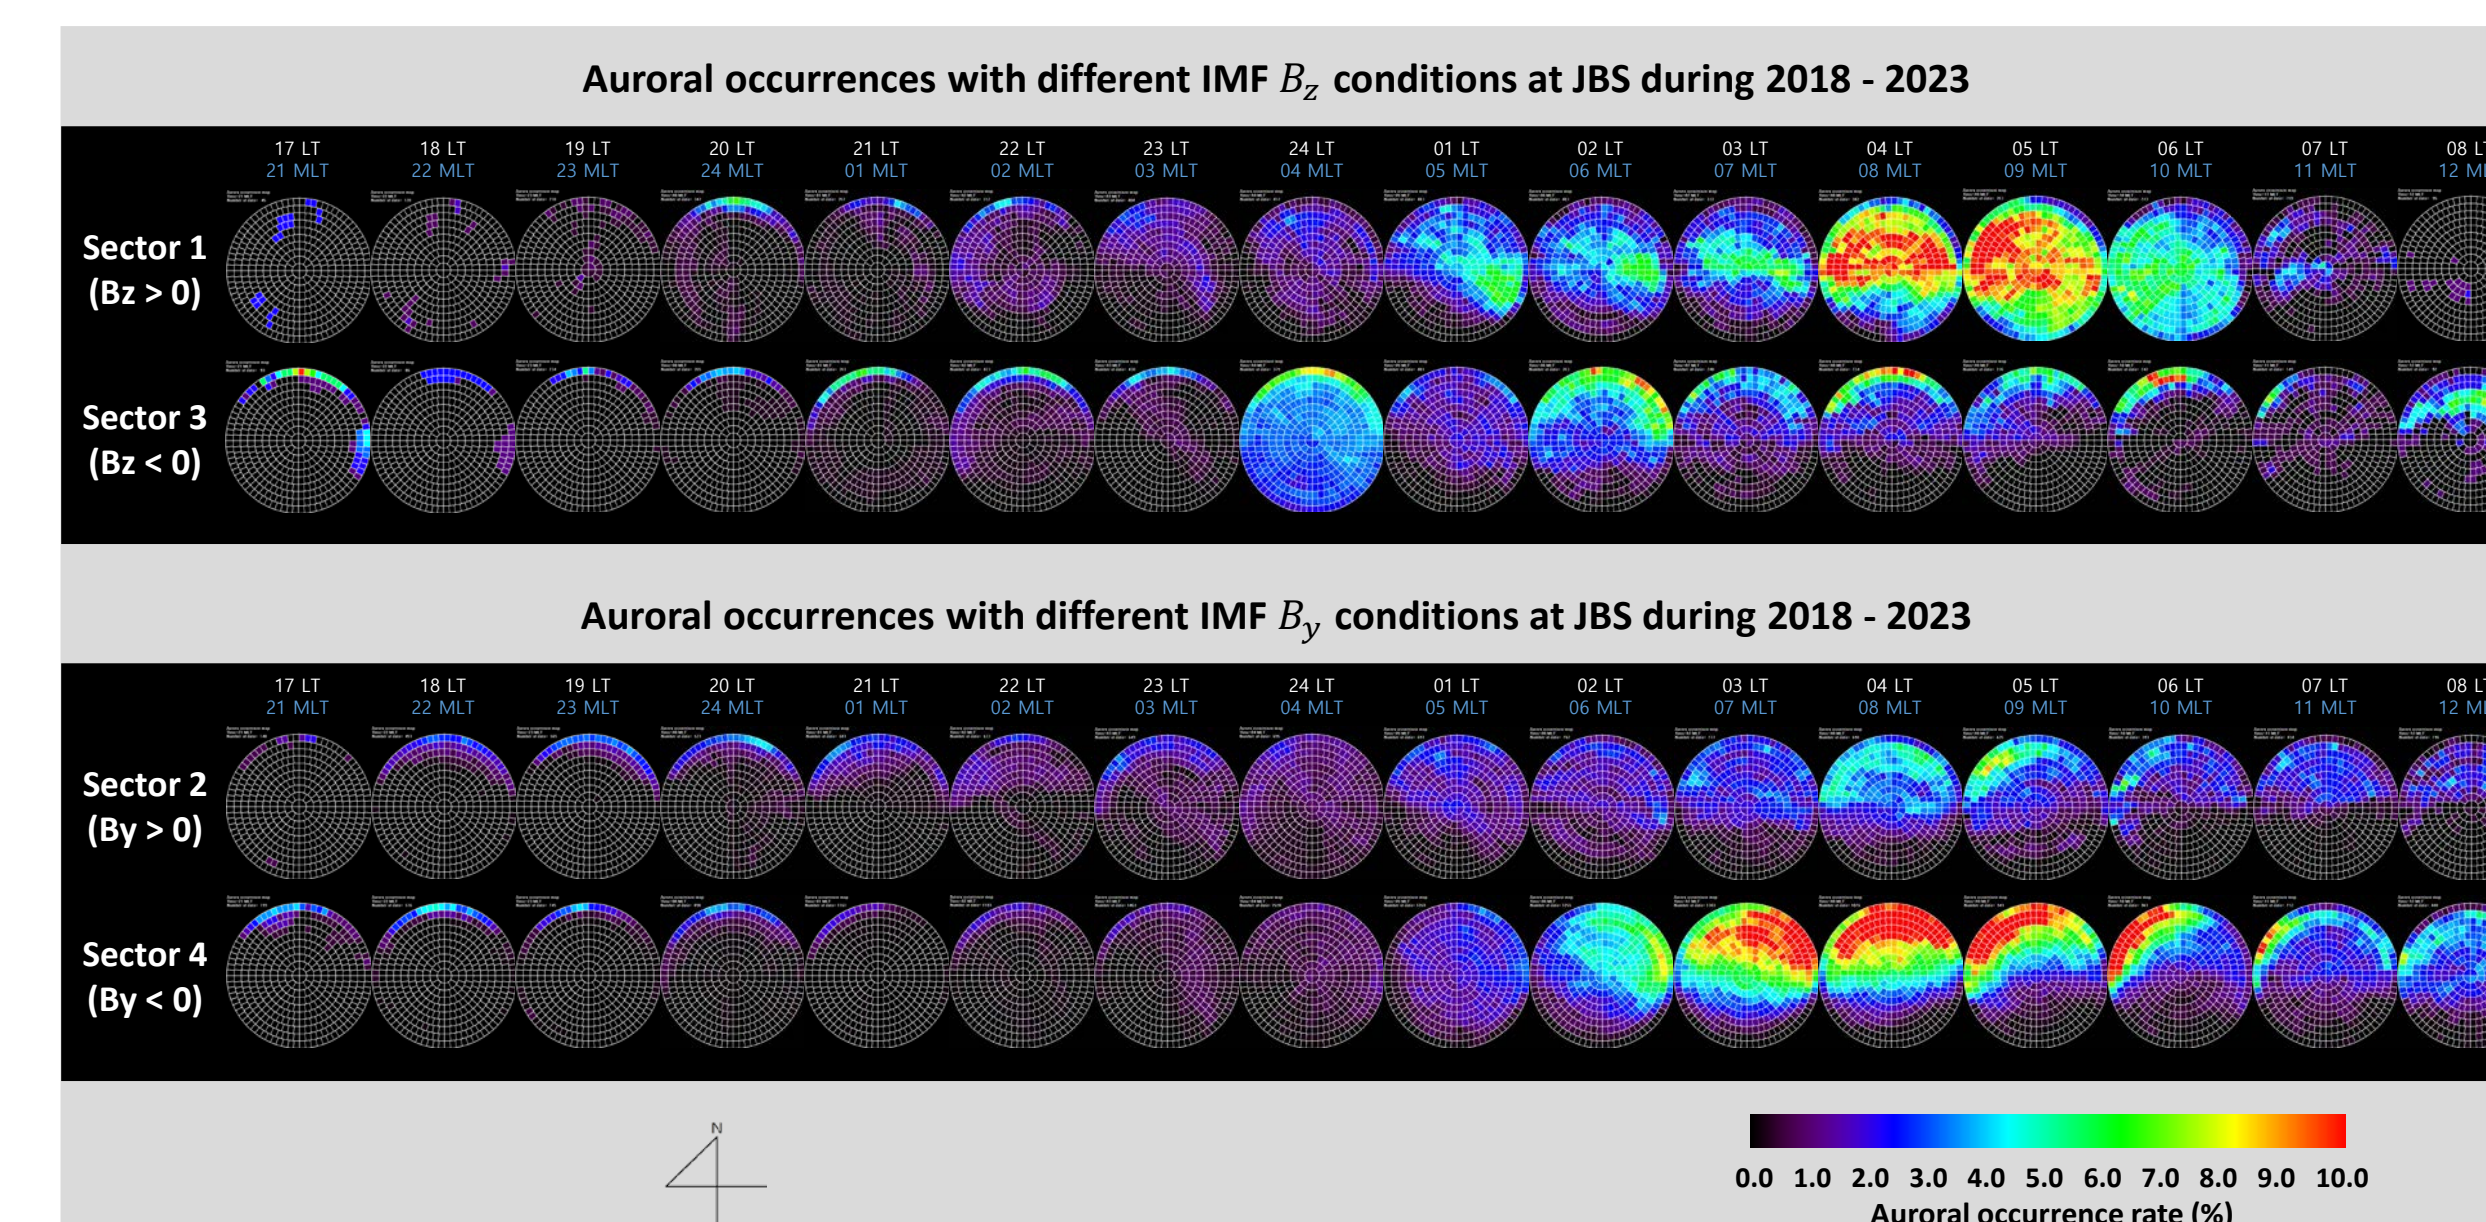 Auroral occurrences with different IMF B_z conditions at JBS during 2018 - 2023
17 LT 18 LT 19 LT 20 LT 21 LT 22 LT 23 LT 24 LT 01 LT 02 LT 03 LT 04 LT 05 LT 06 LT 07 LT 08 LT
21 MLT 22 MLT 23 MLT 24 MLT 01 MLT 02 MLT 03 MLT 04 MLT 05 MLT 06 MLT 07 MLT 08 MLT 09 MLT 10 MLT 11 MLT 12
Sector 1
(Bz > 0)
Sector 3
(Bz < 0)
Auroral occurrences with different IMF B_y conditions at JBS during 2018 - 2023
17 LT 18 LT 19 LT 20 LT 21 LT 22 LT 23 LT 24 LT 01 LT 02 LT 03 LT 04 LT 05 LT 06 LT 07 LT 08 LT
21 MLT 22 MLT 23 MLT 24 MLT 01 MLT 02 MLT 03 MLT 04 MLT 05 MLT 06 MLT 07 MLT 08 MLT 09 MLT 10 MLT 11 MLT 12
Sector 2
(By > 0)
Sector 4
(By < 0)
N
0.0 1.0 2.0 3.0 4.0 5.0 6.0 7.0 8.0 9.0 10.0
Auroral occurrence rate (%)